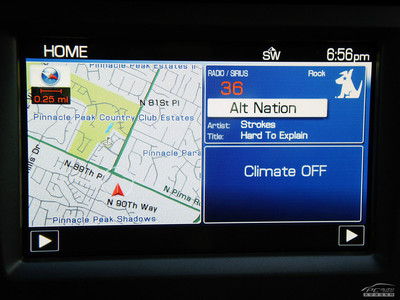 HOME
SW
6:56pm
Pinnacle Peak Estates II
0.25 mi
N 81St Pl
Pinnacle Peak Country Club Estates
Pinnacle Para
N 89Th Pl
N Pima R
N 90Th Way
Pinnacle Peak Shadows
RADIO / SIRIUS
Rock
36
Alt Nation
Artist: Strokes
Title: Hard To Explain
Climate OFF